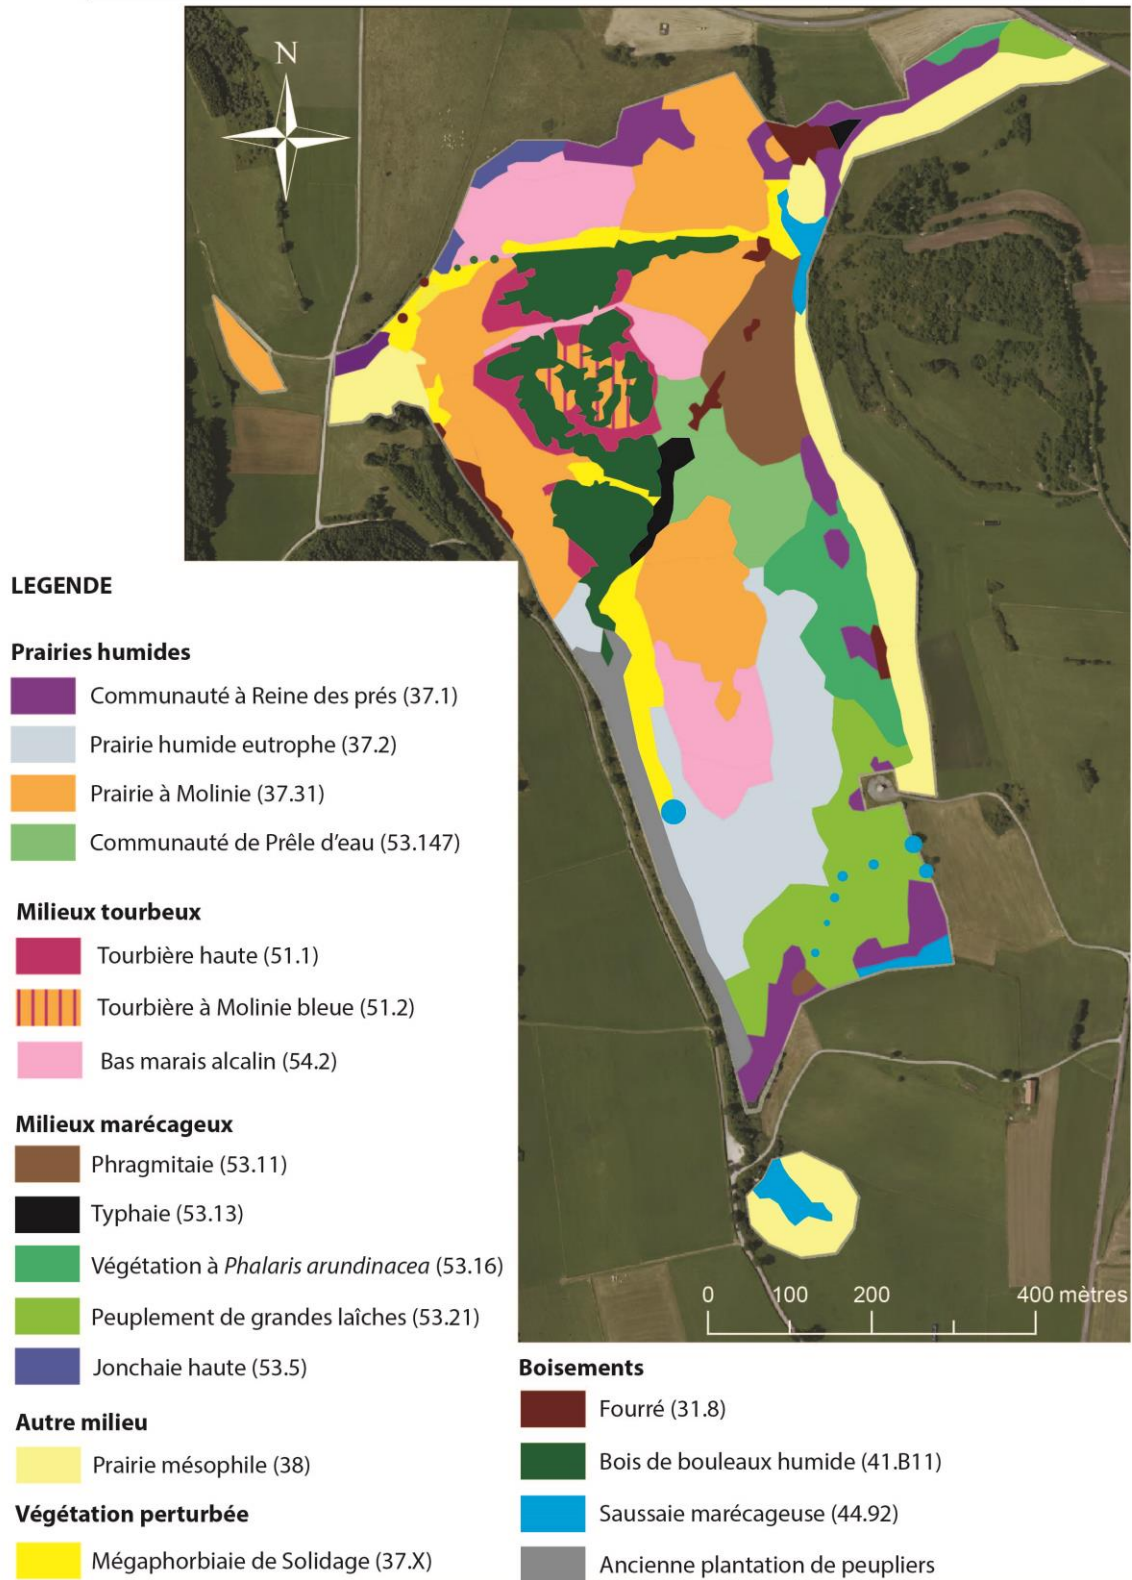 N
LEGENDE
Prairies humides
Communauté à Reine des prés (37.1)
Prairie humide eutrophe (37.2)
Prairie à Molinie (37.31)
Communauté de Prêle d’eau (53.147)
Milieux tourbeux
Tourbière haute (51.1)
Tourbière à Molinie bleue (51.2)
Bas marais alcalin (54.2)
Milieux marécageux
Phragmitaie (53.11)
Typhaie (53.13)
Végétation à Phalaris arundinacea (53.16)
Peuplement de grandes laîches (53.21)
Jonchaie haute (53.5)
Autre milieu
Prairie mésophile (38)
Végétation perturbée
Mégaphorbiaie de Solidage (37.X)
0 100 200 400 mètres
Boisements
Fourré (31.8)
Bois de bouleaux humide (41.B11)
Saussaie marécageuse (44.92)
Ancienne plantation de peupliers